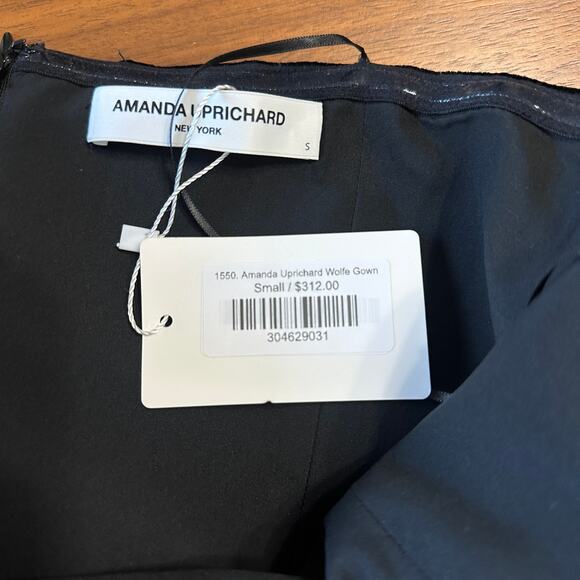 AMANDA UPRICHARD
NEW YORK
S
1550. Amanda Uprichard Wolfe Gown
Small / $312.00
304629031